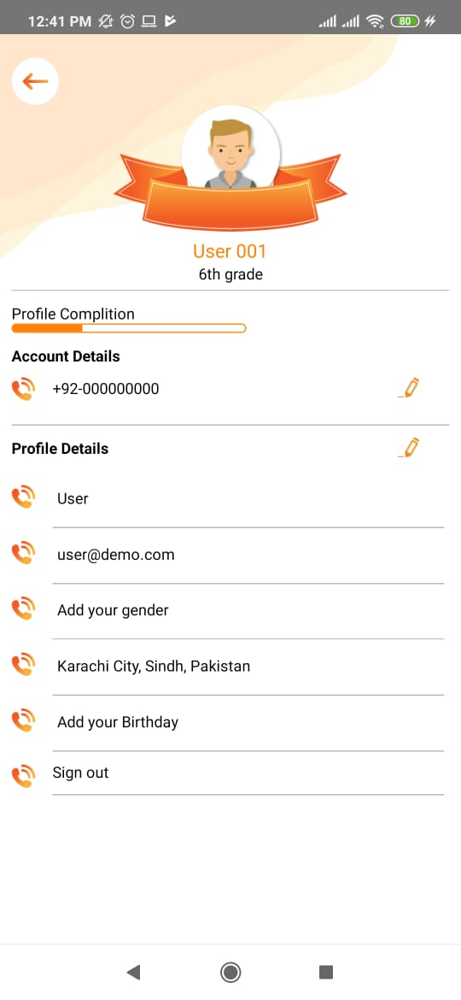 12:41 PM
80
User 001
6th grade
Profile Complition
Account Details
+92-000000000
Profile Details
User
user@demo.com
Add your gender
Karachi City, Sindh, Pakistan
Add your Birthday
Sign out